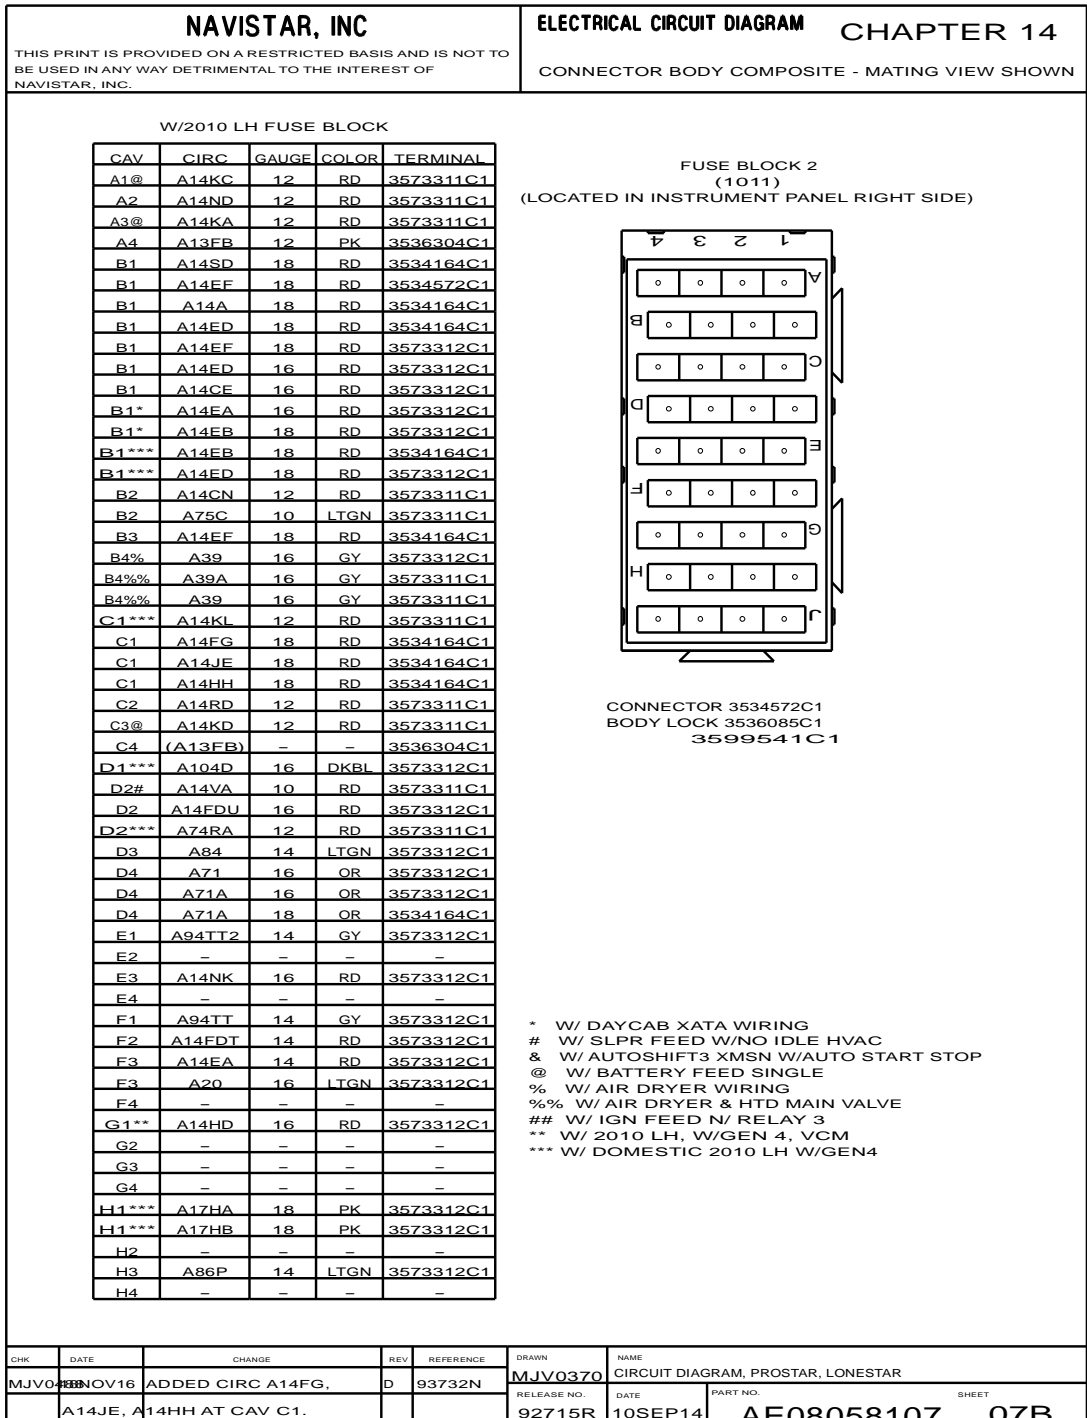 NAVISTAR, INC
THIS PRINT IS PROVIDED ON A RESTRICTED BASIS AND IS NOT TO
BE USED IN ANY WAY DETRIMENTAL TO THE INTEREST OF
NAVISTAR, INC.
ELECTRICAL CIRCUIT DIAGRAM CHAPTER 14
CONNECTOR BODY COMPOSITE - MATING VIEW SHOWN
W/2010 LH FUSE BLOCK
CAV CIRC GAUGE COLOR TERMINAL
A1@ A14KC 12 RD 3573311C1
A2 A14ND 12 RD 3573311C1
A3@ A14KA 12 RD 3573311C1
A4 A13FB 12 PK 3536304C1
B1 A14SD 18 RD 3534164C1
B1 A14EF 18 RD 3534572C1
B1 A14A 18 RD 3534164C1
B1 A14ED 18 RD 3534164C1
B1 A14EF 18 RD 3573312C1
B1 A14ED 16 RD 3573312C1
B1 A14CE 16 RD 3573312C1
B1* A14EA 16 RD 3573312C1
B1* A14EB 18 RD 3573312C1
B1*** A14EB 18 RD 3534164C1
B1*** A14ED 18 RD 3573312C1
B2 A14CN 12 RD 3573311C1
B2 A75C 10 LTGN 3573311C1
B3 A14EF 18 RD 3534164C1
B4% A39 16 GY 3573312C1
B4%% A39A 16 GY 3573311C1
B4%% A39 16 GY 3573311C1
C1*** A14KL 12 RD 3573311C1
C1 A14FG 18 RD 3534164C1
C1 A14JE 18 RD 3534164C1
C1 A14HH 18 RD 3534164C1
C2 A14RD 12 RD 3573311C1
C3@ A14KD 12 RD 3573311C1
C4 (A13FB) – – 3536304C1
D1*** A104D 16 DKBL 3573312C1
D2# A14VA 10 RD 3573311C1
D2 A14FDU 16 RD 3573312C1
D2*** A74RA 12 RD 3573311C1
D3 A84 14 LTGN 3573312C1
D4 A71 16 OR 3573312C1
D4 A71A 16 OR 3573312C1
D4 A71A 18 OR 3534164C1
E1 A94TT2 14 GY 3573312C1
E2 – – – –
E3 A14NK 16 RD 3573312C1
E4 – – – –
F1 A94TT 14 GY 3573312C1
F2 A14FDT 14 RD 3573312C1
F3 A14EA 14 RD 3573312C1
F3 A20 16 LTGN 3573312C1
F4 – – – –
G1** A14HD 16 RD 3573312C1
G2 – – – –
G3 – – – –
G4 – – – –
H1*** A17HA 18 PK 3573312C1
H1*** A17HB 18 PK 3573312C1
H2 – – – –
H3 A86P 14 LTGN 3573312C1
H4 – – – –
FUSE BLOCK 2
(1011)
(LOCATED IN INSTRUMENT PANEL RIGHT SIDE)
4 3 2 1
A
B
C
D
E
F
G
H
J
CONNECTOR 3534572C1
BODY LOCK 3536085C1
3599541C1
* W/ DAYCAB XATA WIRING
# W/ SLPR FEED W/NO IDLE HVAC
& W/ AUTOSHIFT3 XMSN W/AUTO START STOP
@ W/ BATTERY FEED SINGLE
% W/ AIR DRYER WIRING
%% W/ AIR DRYER & HTD MAIN VALVE
## W/ IGN FEED N/ RELAY 3
** W/ 2010 LH, W/GEN 4, VCM
*** W/ DOMESTIC 2010 LH W/GEN4
CHK DATE CHANGE REV REFERENCE
ADDED CIRC A14FG, D 93732N
A14JE, A14HH AT CAV C1.
DRAWN NAME
MJV0370 CIRCUIT DIAGRAM, PROSTAR, LONESTAR
RELEASE NO. DATE PART NO. SHEET
92715R 10SEP14 AE08058107 07B